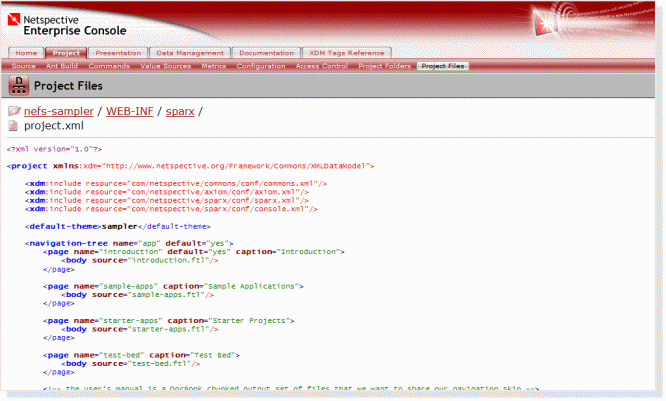 Netspective
Enterprise Console
Home Project Presentation Data Management Documentation XDM Tags Reference
Source Ant Build Commands Value Sources Metrics Configuration Access Control Project Folders Project Files
Project Files
nefs-sampler / WEB-INF / sparx /
project.xml
<?xml version="1.0"?>
<project xmlns:xdm="http://www.netspective.org/Framework/Commons/XMLDataModel">
<xdm:include resource="com/netspective/commons/conf/commons.xml"/>
<xdm:include resource="com/netspective/axiom/conf/axiom.xml"/>
<xdm:include resource="com/netspective/sparx/conf/sparx.xml"/>
<xdm:include resource="com/netspective/sparx/conf/console.xml"/>
<default-theme>sampler</default-theme>
<navigation-tree name="app" default="yes">
<page name="introduction" default="yes" caption="Introduction">
<body source="introduction.ftl"/>
</page>
<page name="sample-apps" caption="Sample Applications">
<body source="sample-apps.ftl"/>
</page>
<page name="starter-apps" caption="Starter Projects">
<body source="starter-apps.ftl"/>
</page>
<page name="test-bed" caption="Test Bed">
<body source="test-bed.ftl"/>
</page>
<!-- The user's manual is a DocBook chunked output set of files that we want to share our navigation skin -->